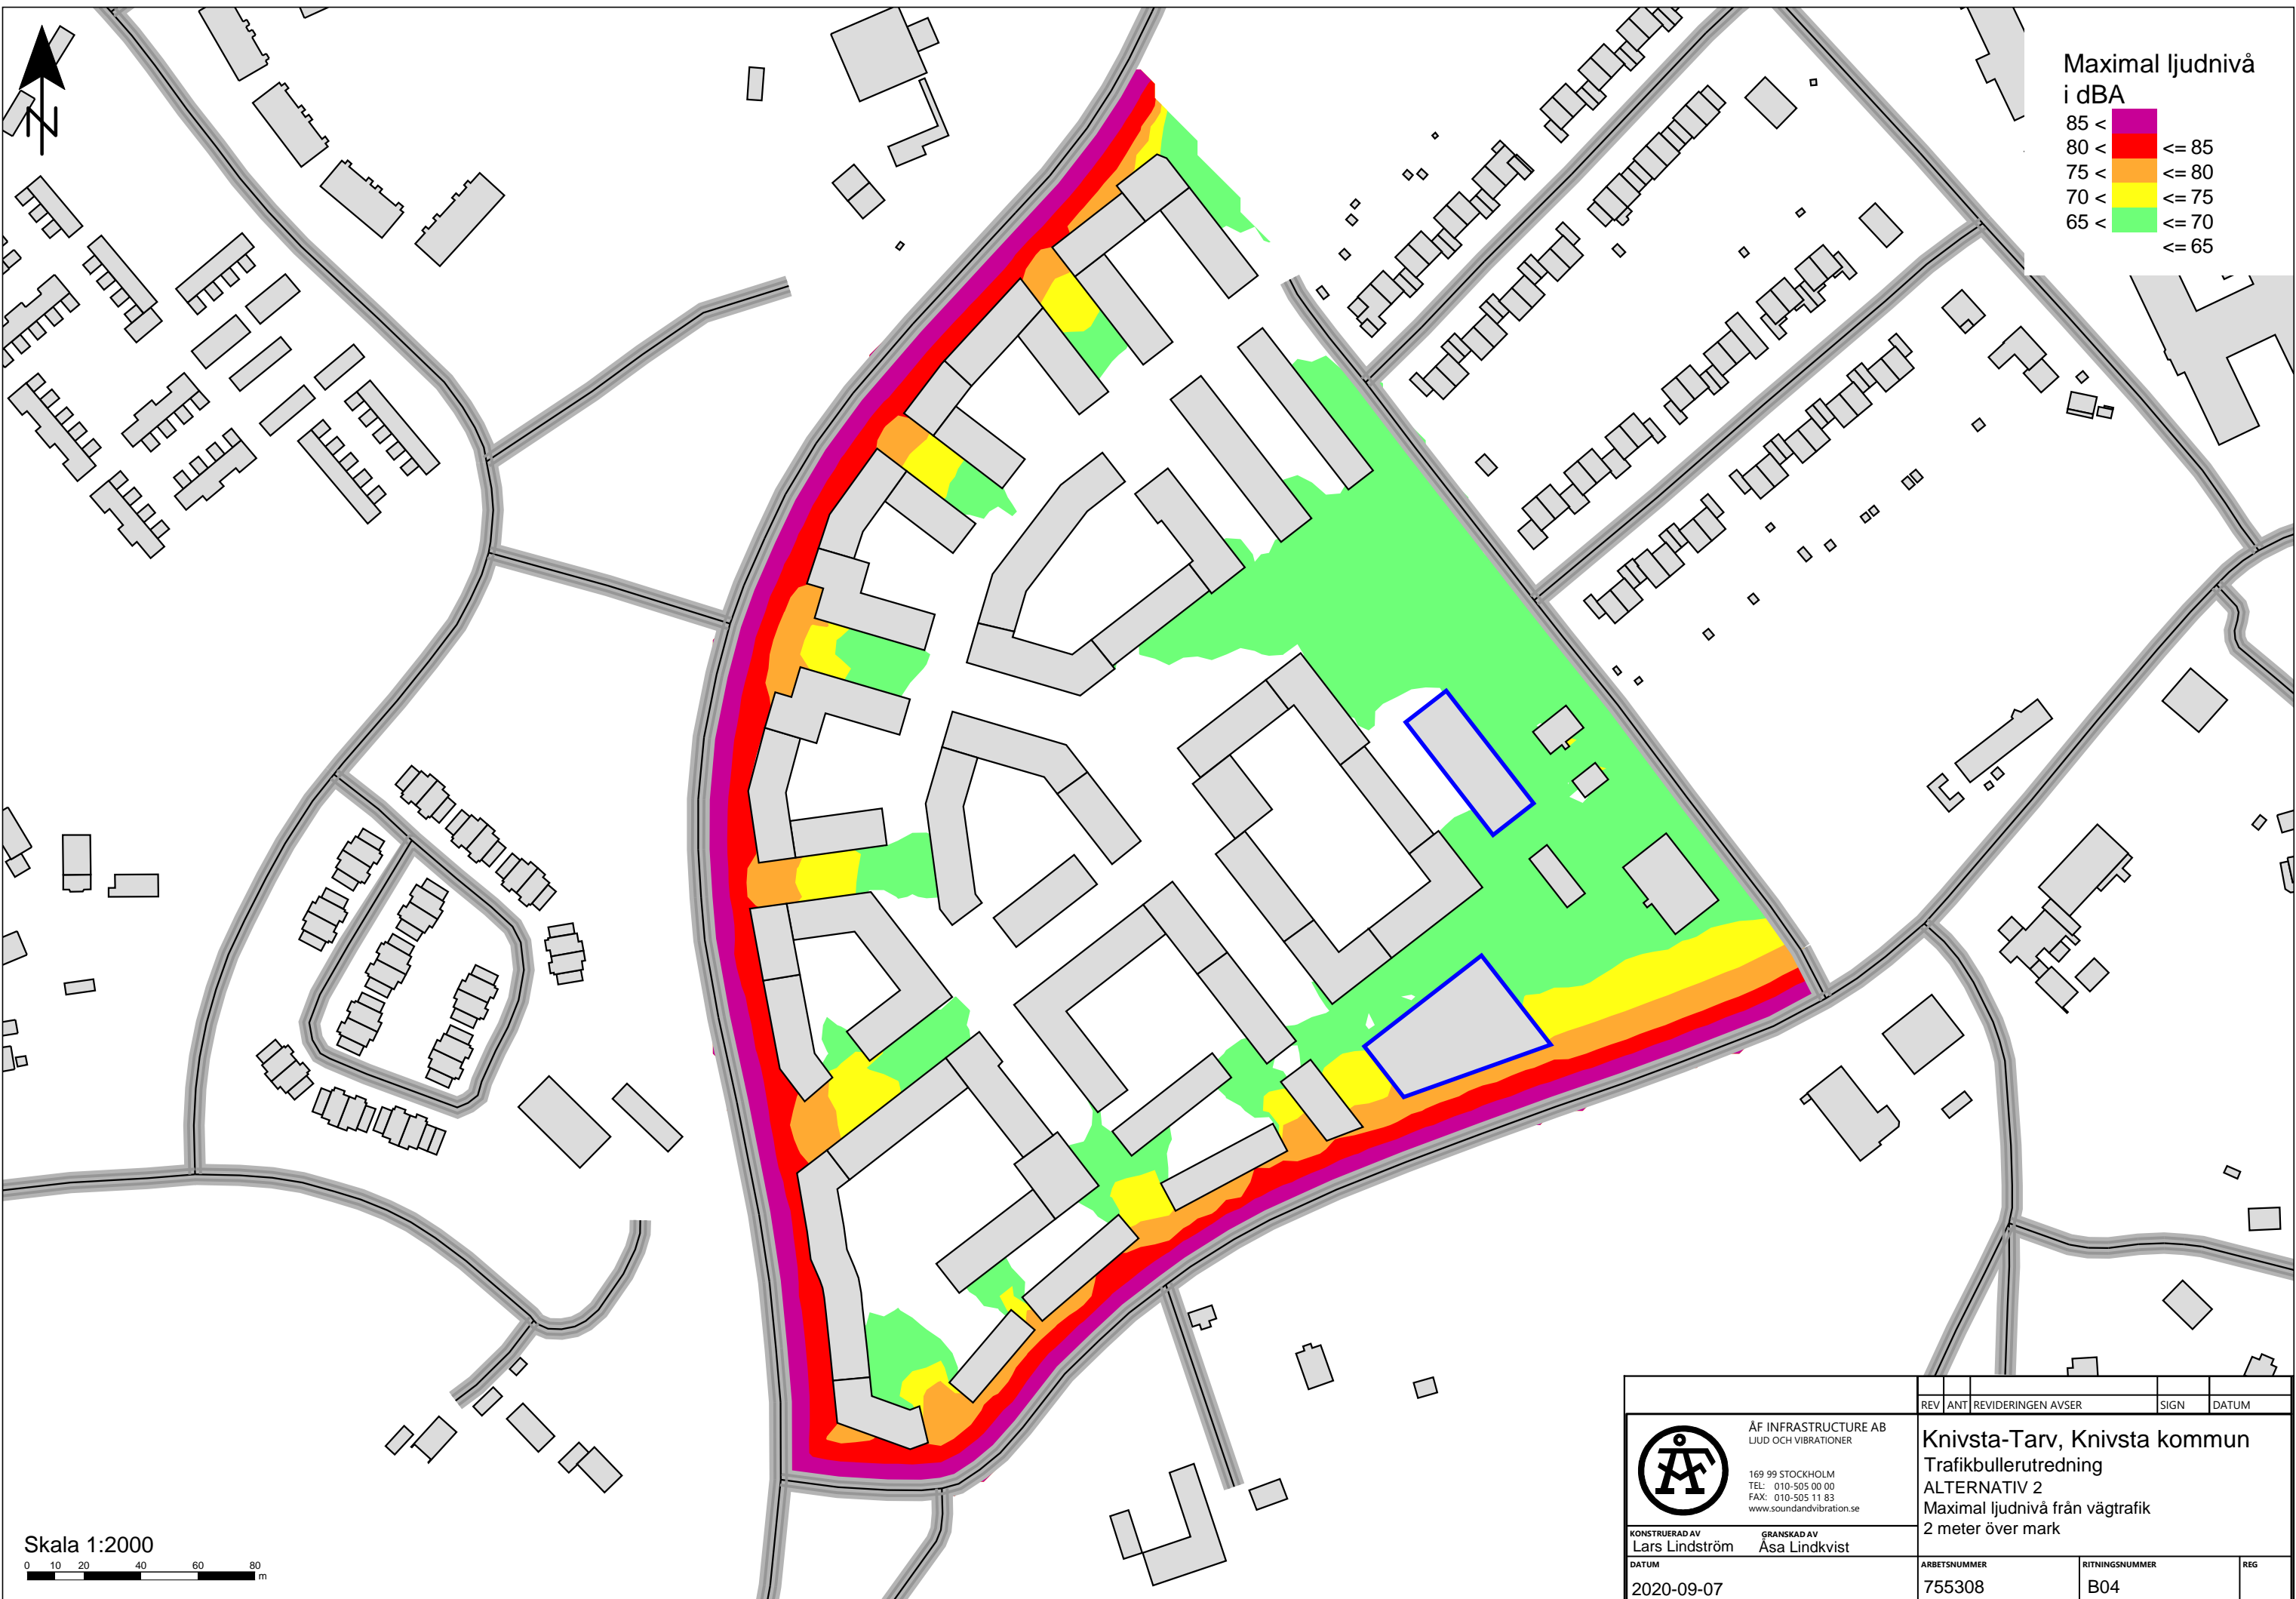 N
Maximal ljudnivå
i dBA
85 <
80 < <= 85
75 < <= 80
70 < <= 75
65 < <= 70
<= 65
Skala 1:2000
0 10 20 40 60 80
m
REV ANT REVIDERINGEN AVSER SIGN DATUM
ÅF INFRASTRUCTURE AB
LJUD OCH VIBRATIONER
169 99 STOCKHOLM
TEL: 010-505 00 00
FAX: 010-505 11 83
www.soundandvibration.se
ÅF
Knivsta-Tarv, Knivsta kommun
Trafikbullerutredning
ALTERNATIV 2
Maximal ljudnivå från vägtrafik
2 meter över mark
KONSTRUERAD AV GRANSKAD AV
Lars Lindström Åsa Lindkvist
DATUM
2020-09-07
ARBETSNUMMER RITNINGSNUMMER REG
755308 B04